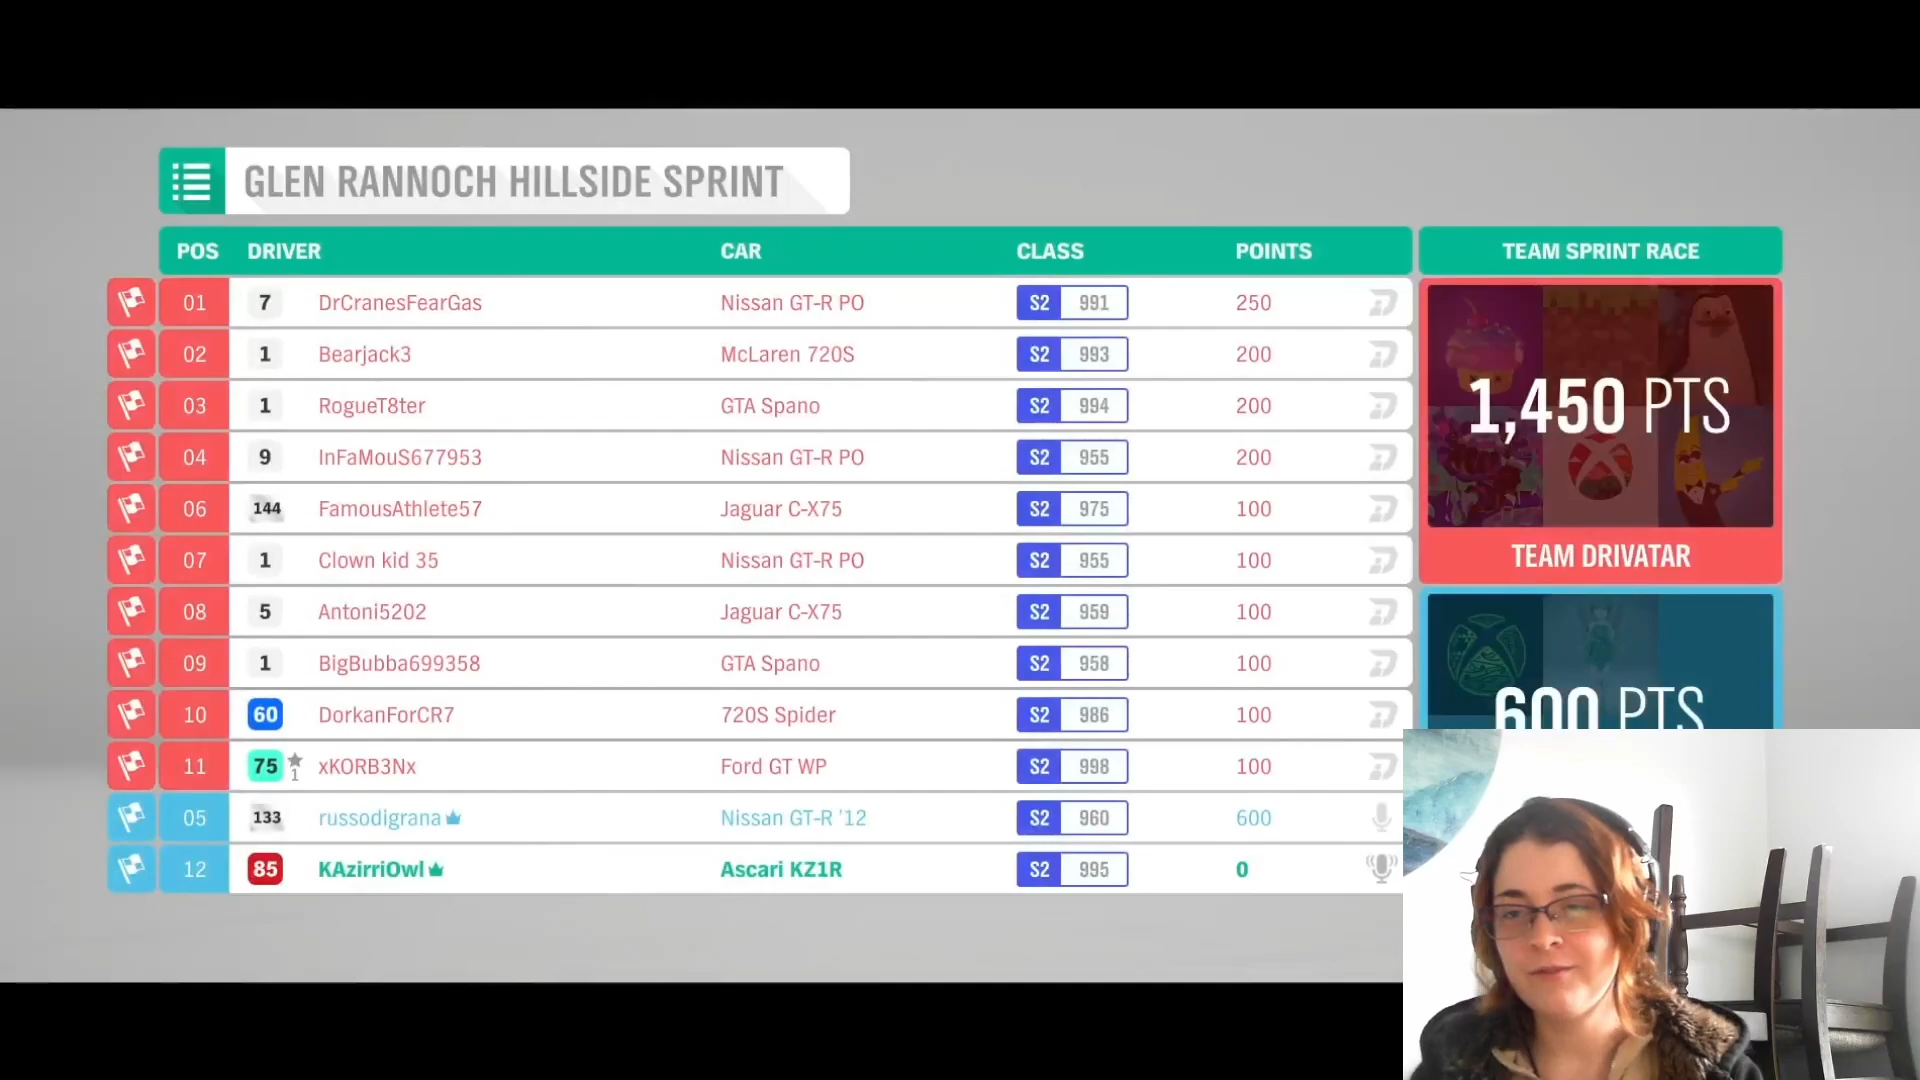 GLEN RANNOCH HILLSIDE SPRINT
POS DRIVER CAR CLASS POINTS TEAM SPRINT RACE
01 7 DrCranesFearGas Nissan GT-R PO S2 991 250
02 1 Bearjack3 McLaren 720S S2 993 200
03 1 RogueT8ter GTA Spano S2 994 200
04 9 InFaMouS677953 Nissan GT-R PO S2 955 200
06 144 FamousAthlete57 Jaguar C-X75 S2 975 100
07 1 Clown kid 35 Nissan GT-R PO S2 955 100
08 5 Antoni5202 Jaguar C-X75 S2 959 100
09 1 BigBubba699358 GTA Spano S2 958 100
10 60 DorkanForCR7 720S Spider S2 986 100
11 75 1 xKORB3Nx Ford GT WP S2 998 100
05 133 russodigrana Nissan GT-R '12 S2 960 600
12 85 KAzirriOwl Ascari KZ1R S2 995 0
1,450 PTS
TEAM DRIVATAR
600 PTS